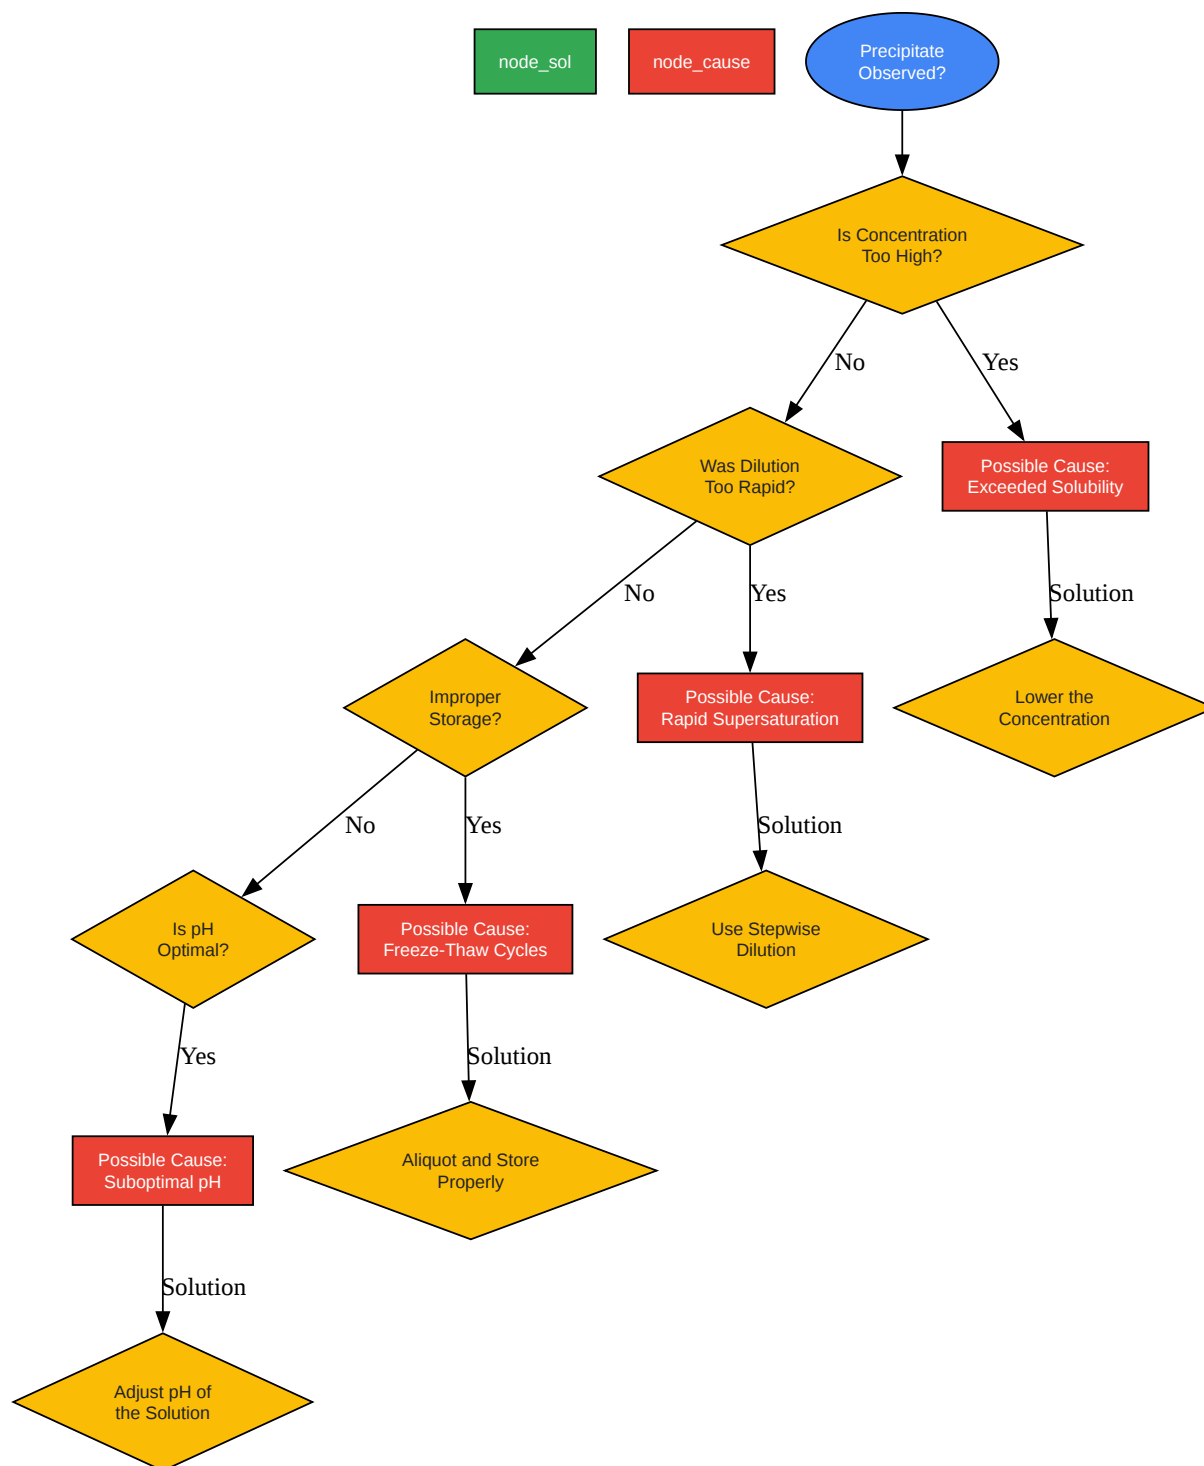 node_sol
node_cause
Precipitate
Observed?
Is Concentration
Too High?
No
Yes
Was Dilution
Too Rapid?
Possible Cause:
Exceeded Solubility
No
Yes
Solution
Improper
Storage?
Possible Cause:
Rapid Supersaturation
Lower the
Concentration
No
Yes
Solution
Is pH
Optimal?
Possible Cause:
Freeze-Thaw Cycles
Use Stepwise
Dilution
Yes
Solution
Possible Cause:
Suboptimal pH
Aliquot and Store
Properly
Solution
Adjust pH of
the Solution